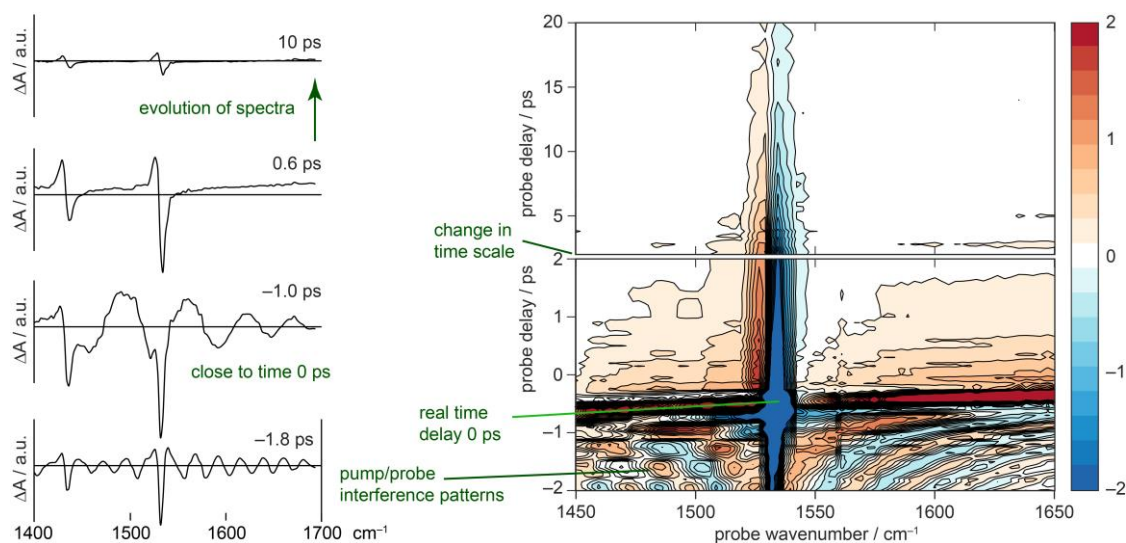 10 ps
ΔA / a.u.
evolution of spectra
0.6 ps
ΔA / a.u.
–1.0 ps
ΔA / a.u.
close to time 0 ps
–1.8 ps
ΔA / a.u.
1400 1500 1600 1700 cm⁻¹
20
15
10
5
2
probe delay / ps
change in
time scale
2
1
0
–1
–2
probe delay / ps
real time
delay 0 ps
pump/probe
interference patterns
1450 1500 1550 1600 1650
probe wavenumber / cm⁻¹
2
1
0
–1
–2